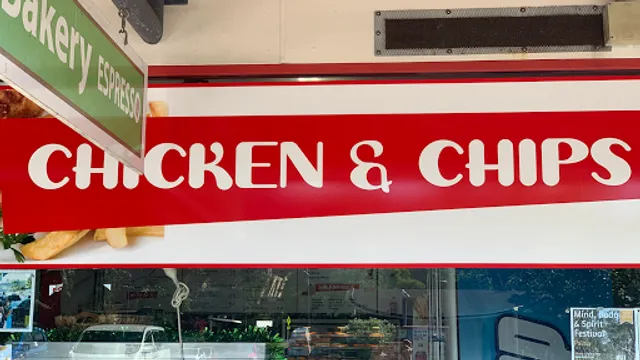 Bakery
ESPRESSO
CHICKEN & CHIPS
Mind, Body
& Spirit
Festival